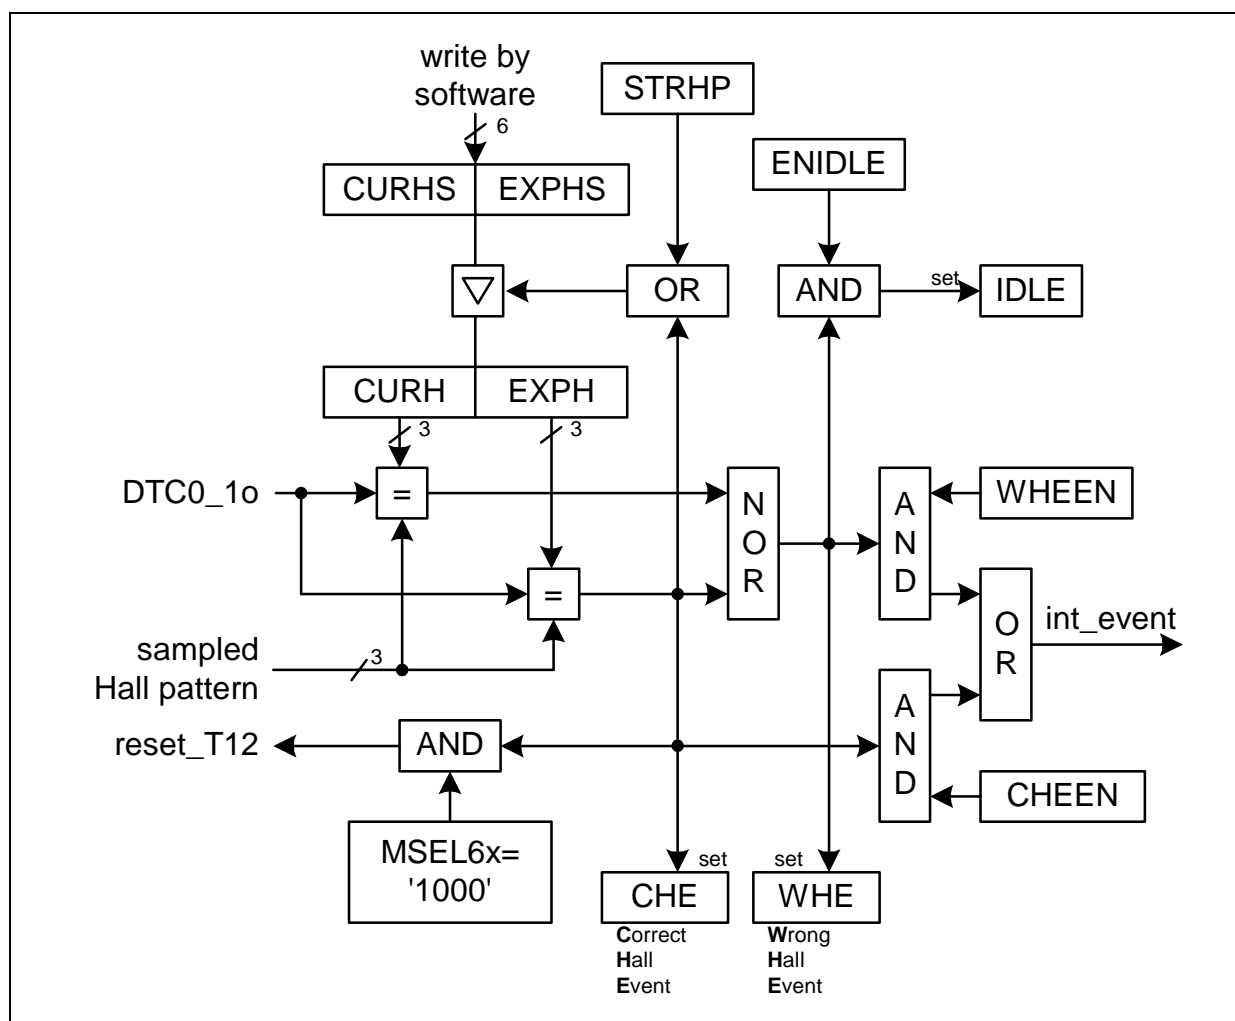 write by
software
6
STRHP
ENIDLE
CURHS
EXPHS
OR
AND
set
IDLE
CURH
EXPH
3
3
DTC0_1o
=
N
O
R
A
N
D
WHEEN
=
O
R
int_event
sampled
Hall pattern
3
reset_T12
AND
A
N
D
CHEEN
MSEL6x=
'1000'
set
set
CHE
WHE
Correct
Hall
Event
Wrong
Hall
Event